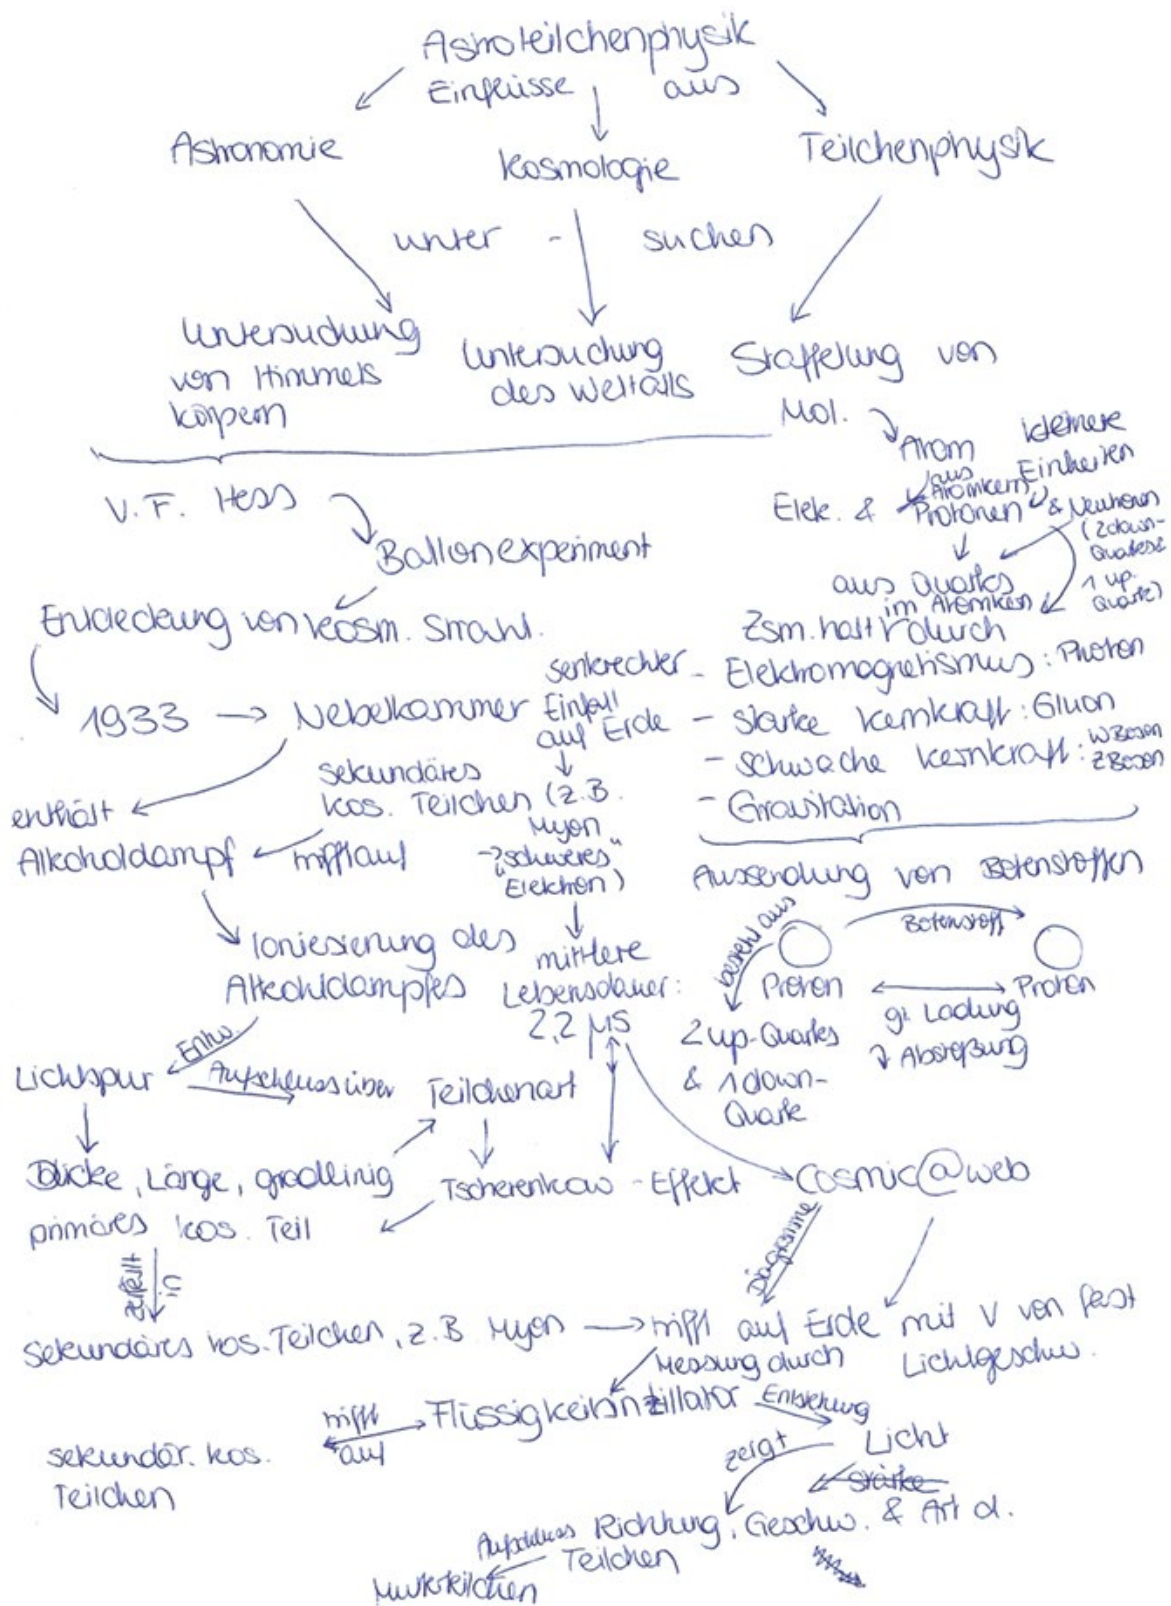 Astroteilchenphysik
Einflüsse aus
Astronomie
Kosmologie
Teilchenphysik
unter - suchen
Untersuchung
von Himmels
körpern
Untersuchung
des Weltalls
Staffelung von
Mol.
Atom
kleinere
Einheiten
aus
Atomkern
Elek. & Protonen & Neutronen
(2 down-
Quarks &
1 up-
Quark)
aus Quarks
im Atomkern
Zsm.halt durch
- Elektromagnetismus: Photon
- starke Kernkraft: Gluon
- schwache Kernkraft: W Boson
Z Boson
- Gravitation
Aussendung von Botenstoffen
besteht aus
Botenstoff
Proton
Proton
gl. Ladung
Abstoßung
2 up-Quarks
& 1 down-
Quark
V. F. Hess
Ballonexperiment
Entdeckung von kosm. Strahl.
1933
Nebelkammer
senkrechter
Einfall
auf Erde
enthält
Alkoholdampf
trifft auf
sekundäres
kos. Teilchen (z.B.
Myon
"schweres"
Elektron)
Ioniesierung des
Alkohldampfes
mittlere
Lebensdauer:
2,2 µs
Entw.
Lichtspur
Aufschluss über
Teilchenart
Dicke, Länge, gradlinig
Tscherenkow - Effekt
Cosmic@web
primäres kos. Teil
zerfällt
in
Diagramme
sekundäres kos. Teilchen, z.B Myon
trifft auf Erde mit v von fast
Lichtgeschw.
Messung durch
Flüssigkeitsinzillator
Entstehung
Licht
trifft
auf
sekundär. kos.
Teilchen
zeigt
stärke
Richtung, Geschw. & Art d.
Teilchen
Aufschluss
Mutterteilchen